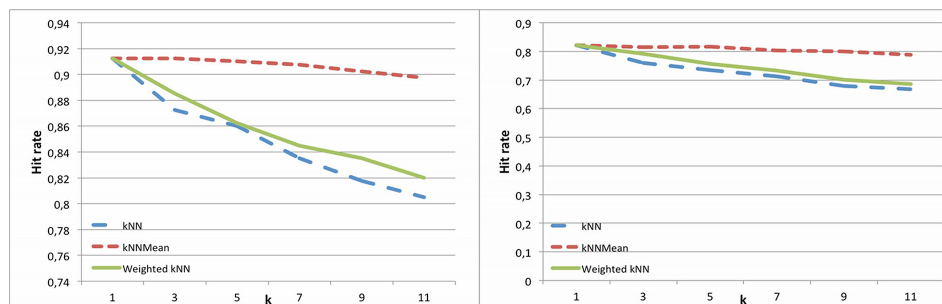 0,94
0,92
0,9
0,88
0,86
0,84
0,82
0,8
0,78
0,76
0,74
Hit rate
kNN
kNNMean
Weighted kNN
1 3 5 7 9 11
k
0,9
0,8
0,7
0,6
0,5
0,4
0,3
0,2
0,1
0
Hit rate
kNN
kNNMean
Weighted kNN
1 3 5 7 9 11
k